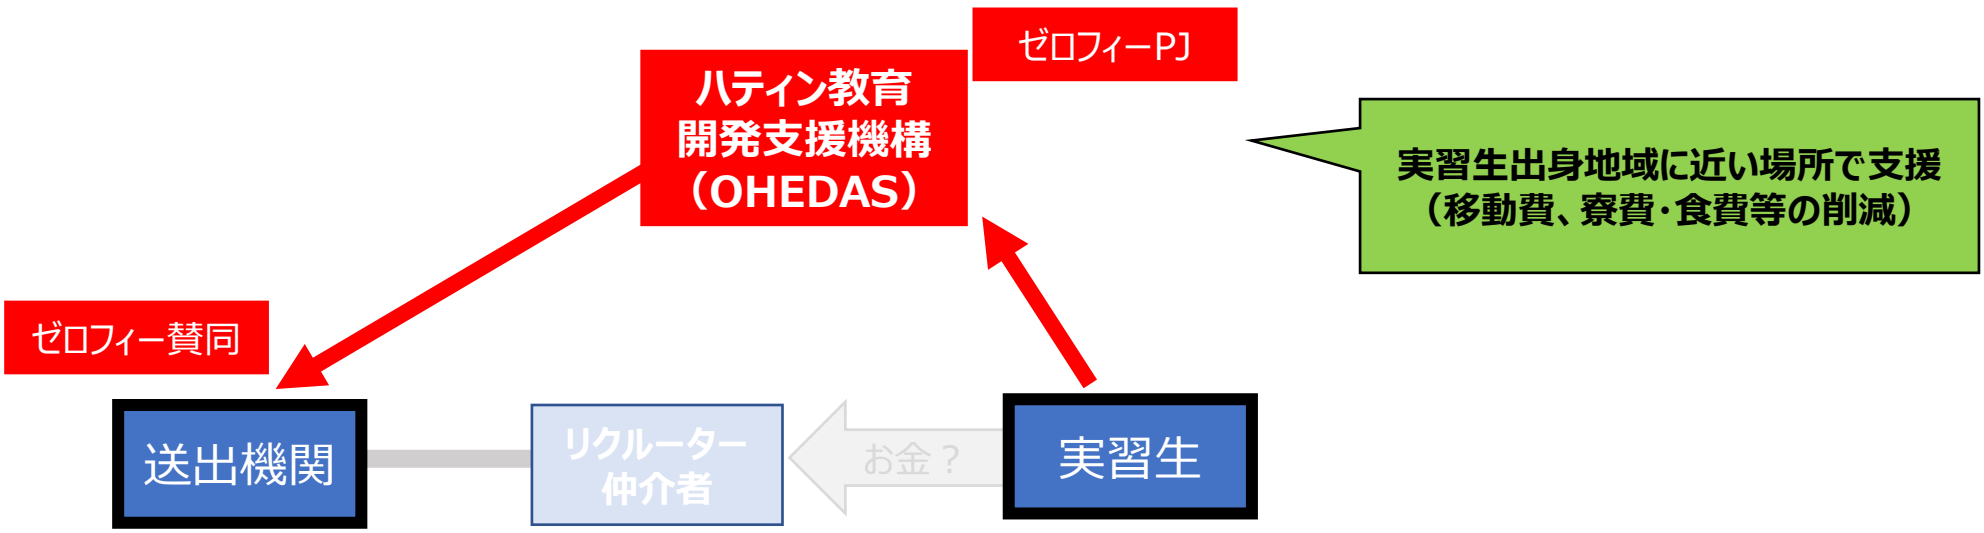 ゼロフィーPJ
ハティン教育
開発支援機構
（OHEDAS）
実習生出身地域に近い場所で支援
（移動費、寮費・食費等の削減）
ゼロフィー賛同
送出機関
リクルーター
仲介者
お金？
実習生